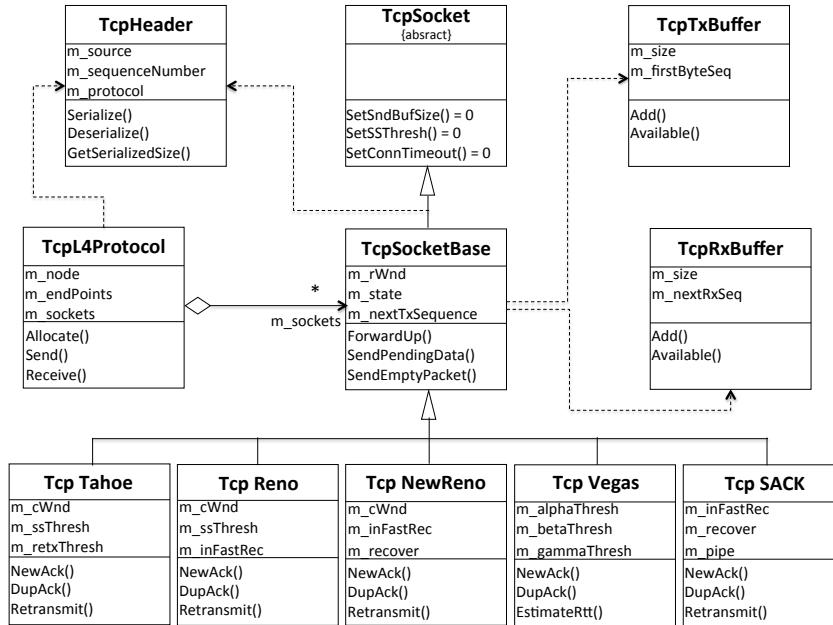 TcpHeader
m_source
m_sequenceNumber
m_protocol
Serialize()
Deserialize()
GetSerializedSize()
TcpSocket
{absract}
SetSndBufSize() = 0
SetSSThresh() = 0
SetConnTimeout() = 0
TcpTxBuffer
m_size
m_firstByteSeq
Add()
Available()
TcpL4Protocol
m_node
m_endPoints
m_sockets
Allocate()
Send()
Receive()
*
m_sockets
TcpSocketBase
m_rWnd
m_state
m_nextTxSequence
ForwardUp()
SendPendingData()
SendEmptyPacket()
TcpRxBuffer
m_size
m_nextRxSeq
Add()
Available()
Tcp Tahoe
m_cWnd
m_ssThresh
m_retxThresh
NewAck()
DupAck()
Retransmit()
Tcp Reno
m_cWnd
m_ssThresh
m_inFastRec
NewAck()
DupAck()
Retransmit()
Tcp NewReno
m_cWnd
m_inFastRec
m_recover
NewAck()
DupAck()
Retransmit()
Tcp Vegas
m_alphaThresh
m_betaThresh
m_gammaThresh
NewAck()
DupAck()
EstimateRtt()
Tcp SACK
m_inFastRec
m_recover
m_pipe
NewAck()
DupAck()
Retransmit()